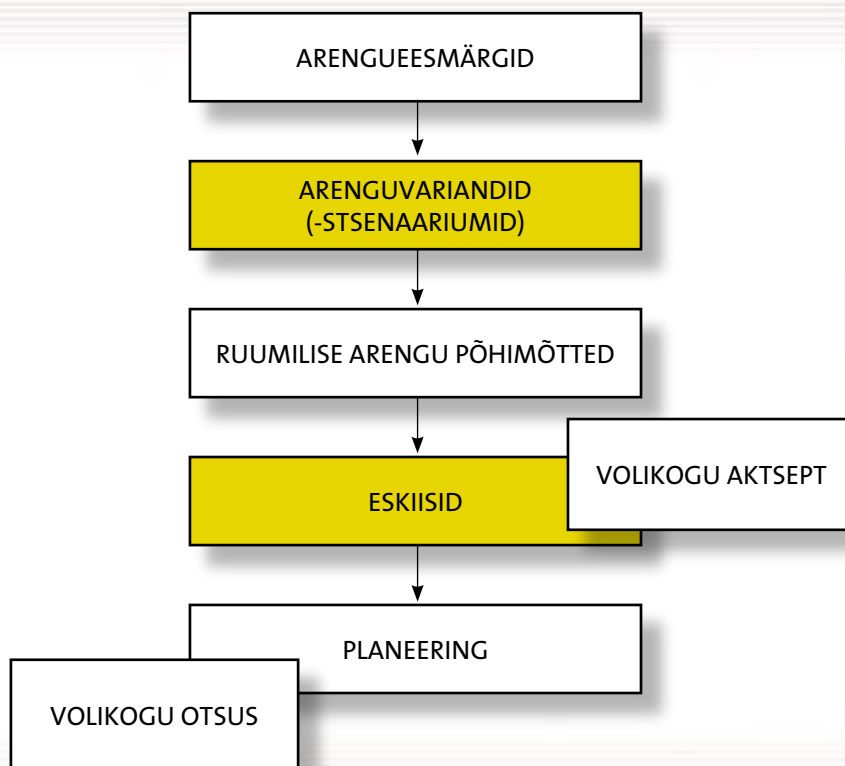 ARENGUEESMÄRGID
ARENGUVARIANDID
(-STSENAARIUMID)
RUUMILISE ARENGU PÕHIMÕTTED
VOLIKOGU AKTSEPT
ESKIISID
PLANEERING
VOLIKOGU OTSUS